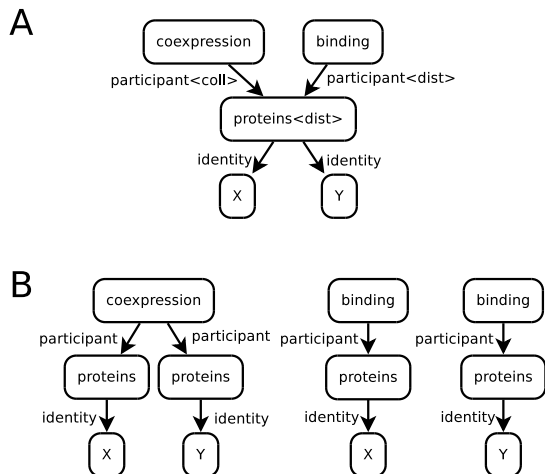 A
coexpression binding
participant<coll> participant<dist>
proteins<dist>
identity identity
X Y
B
coexpression binding binding
participant participant participant participant
proteins proteins proteins proteins
identity identity identity identity
X Y X Y